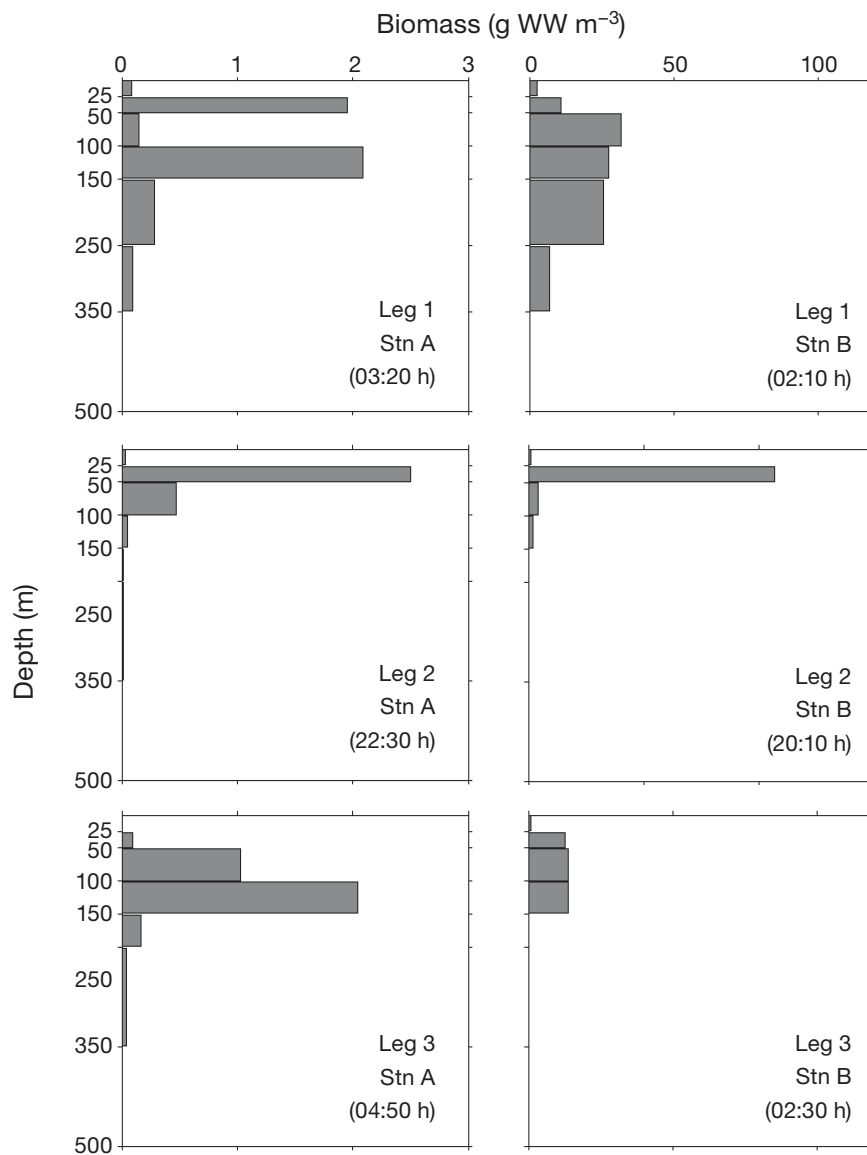 Biomass (g WW m⁻³)
0 1 2 3
0 50 100
25
50
100
150
250
350
500
Leg 1
Stn A
(03:20 h)
Leg 1
Stn B
(02:10 h)
Depth (m)
25
50
100
150
250
350
500
Leg 2
Stn A
(22:30 h)
Leg 2
Stn B
(20:10 h)
25
50
100
150
250
350
500
Leg 3
Stn A
(04:50 h)
Leg 3
Stn B
(02:30 h)